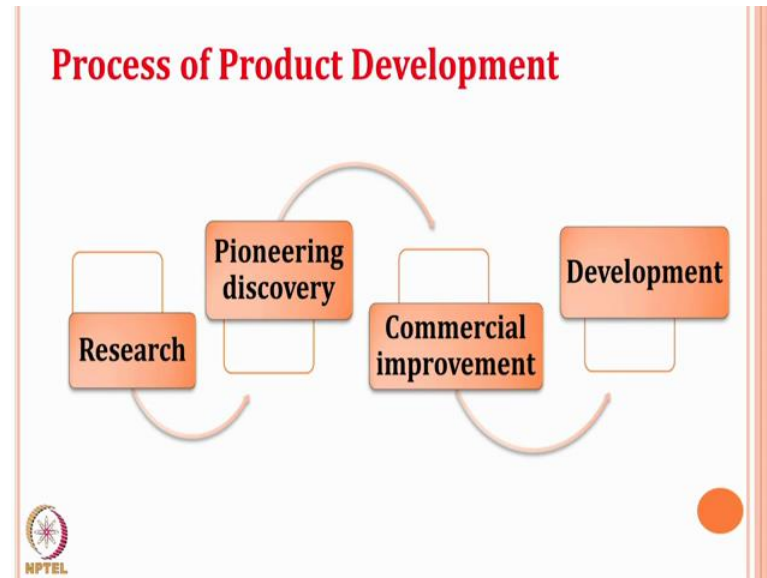 Process of Product Development
Pioneering
discovery
Development
Research
Commercial
improvement
NPTEL